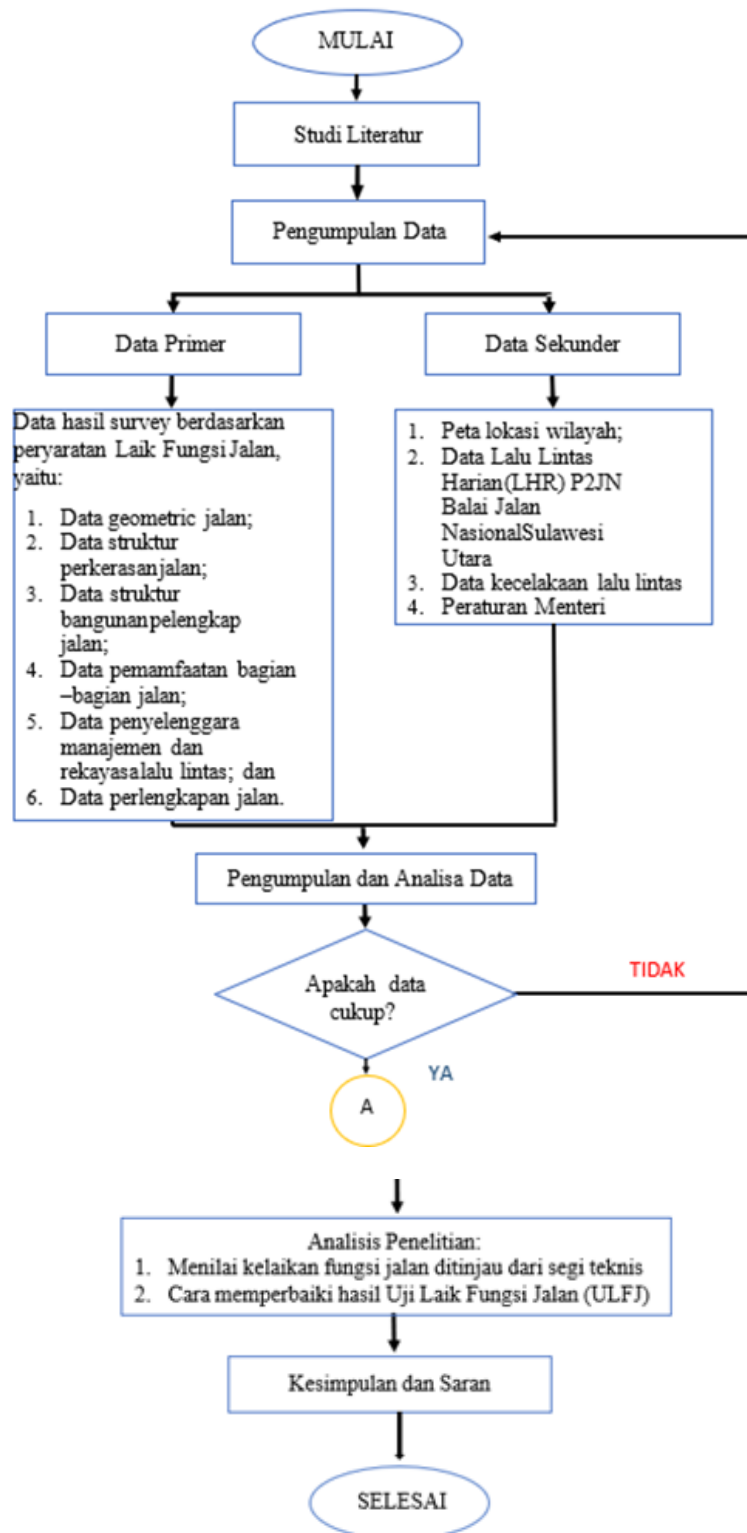 MULAI
Studi Literatur
Pengumpulan Data
Data Primer
Data Sekunder
Data hasil survey berdasarkan
peryaratan Laik Fungsi Jalan,
yaitu:
1. Data geometric jalan;
2. Data struktur
perkerasanjalan;
3. Data struktur
bangunanpelengkap
jalan;
4. Data pemamfaatan bagian
–bagian jalan;
5. Data penyelenggara
manajemen dan
rekayasalalu lintas; dan
6. Data perlengkapan jalan.
1. Peta lokasi wilayah;
2. Data Lalu Lintas
Harian(LHR) P2JN
Balai Jalan
NasionalSulawesi
Utara
3. Data kecelakaan lalu lintas
4. Peraturan Menteri
Pengumpulan dan Analisa Data
Apakah data
cukup?
TIDAK
YA
A
Analisis Penelitian:
1. Menilai kelaikan fungsi jalan ditinjau dari segi teknis
2. Cara memperbaiki hasil Uji Laik Fungsi Jalan (ULFJ)
Kesimpulan dan Saran
SELESAI